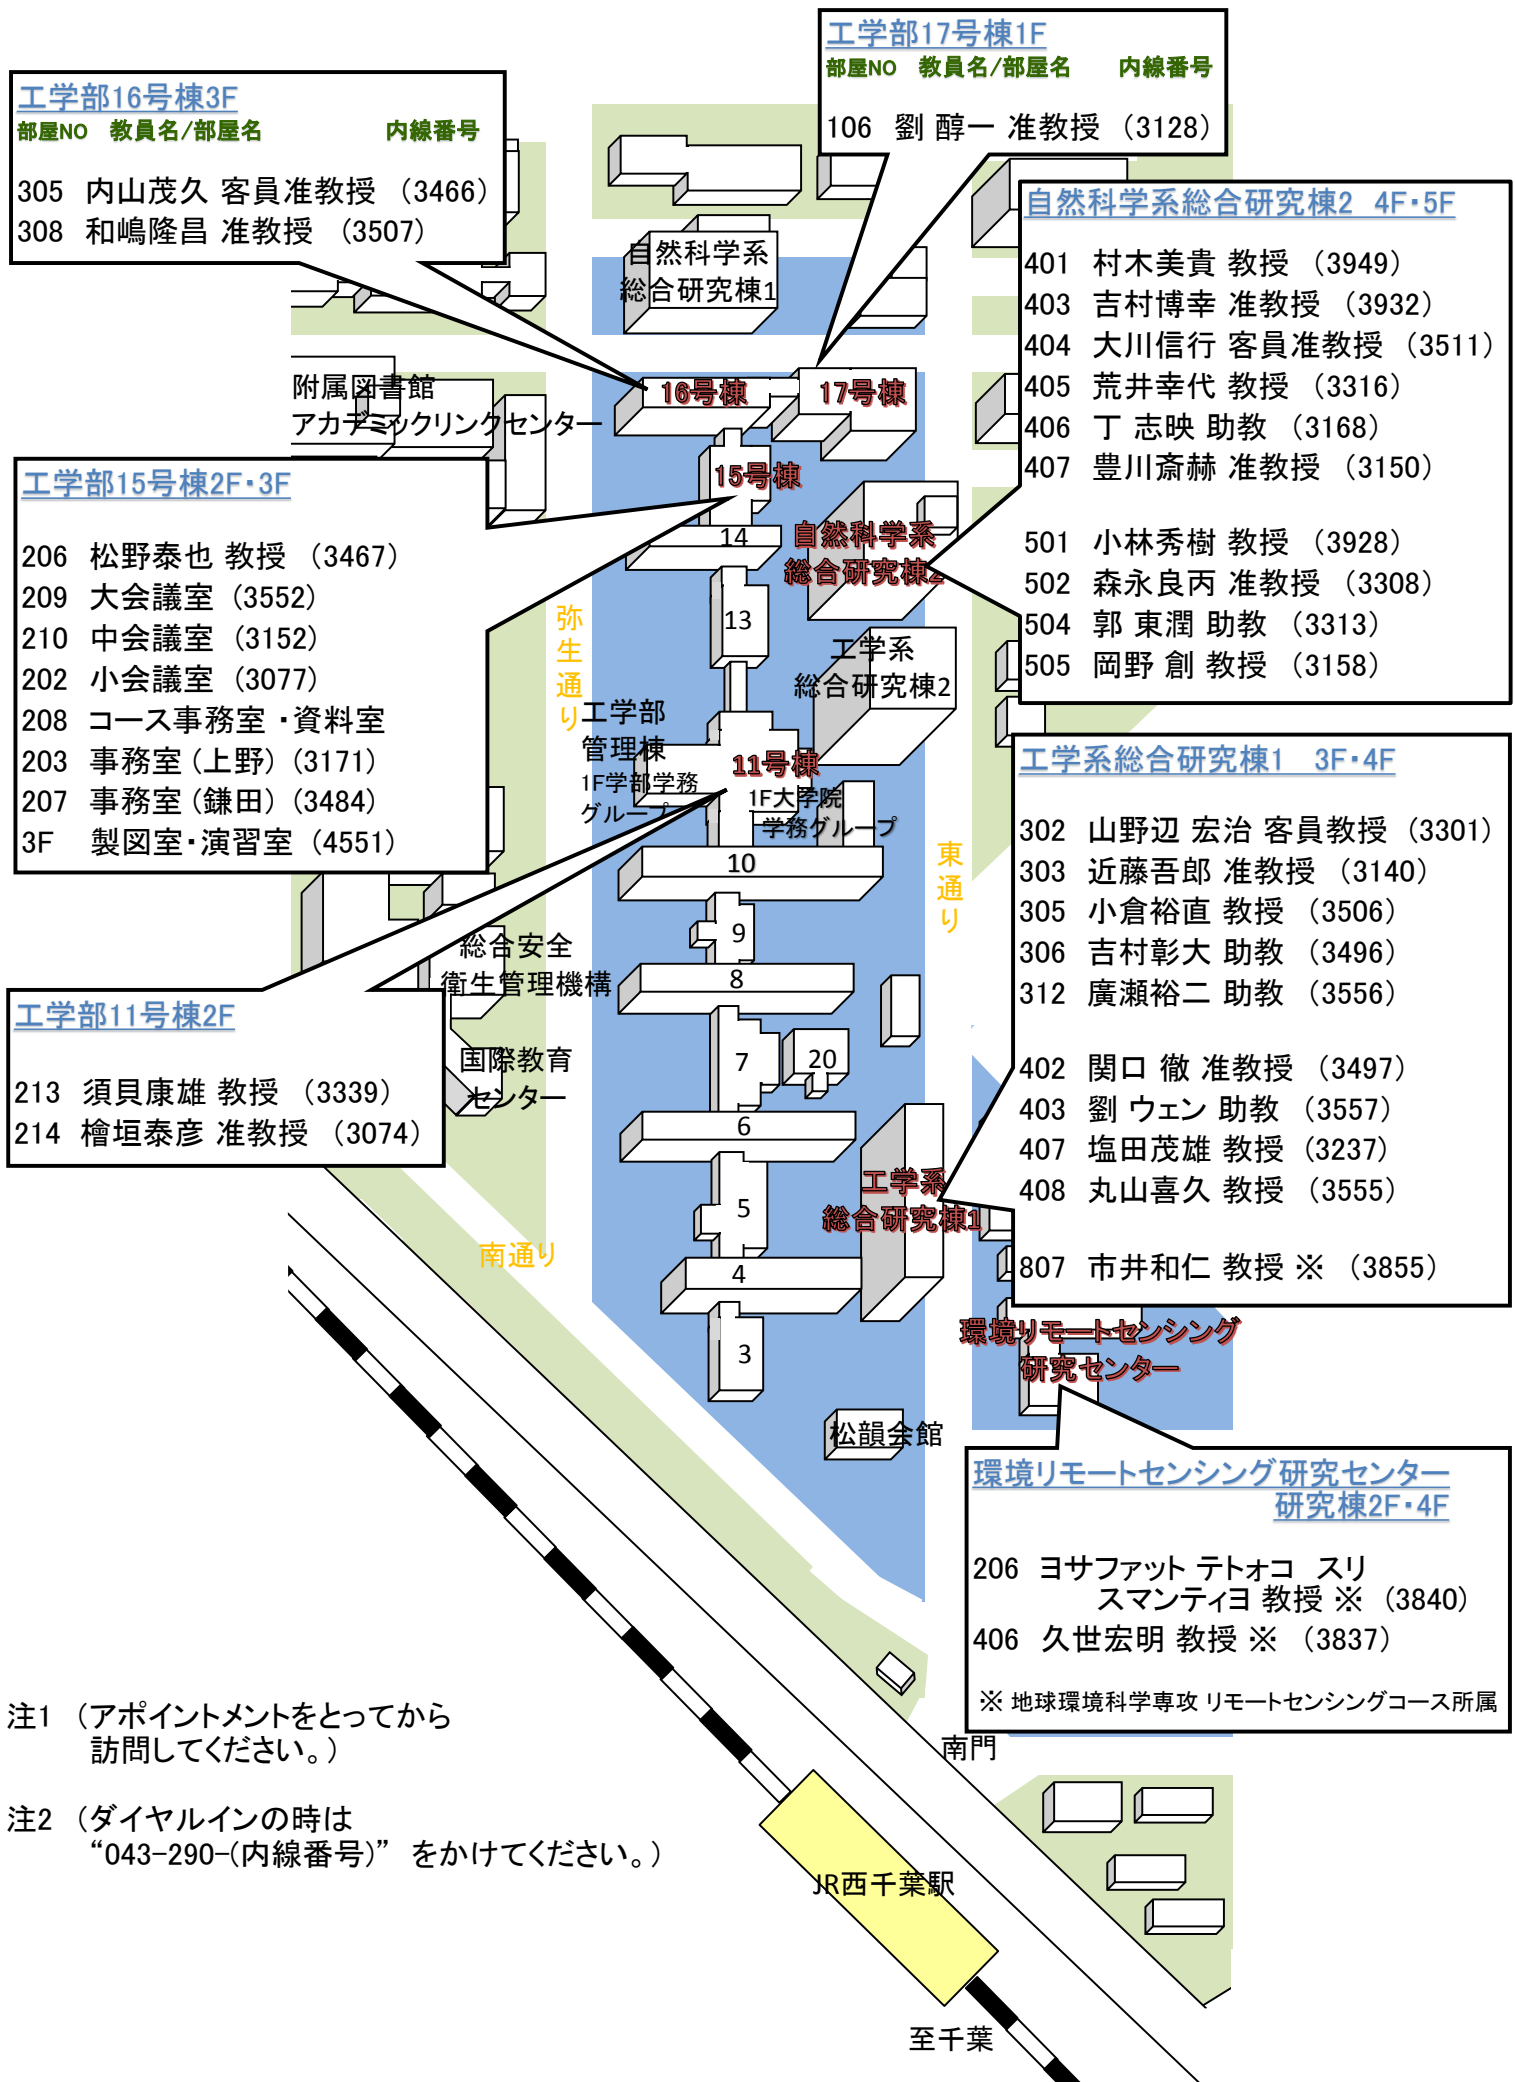 工学部17号棟1F
部屋NO 教員名/部屋名 内線番号
106 劉 醇一 准教授 （3128）
工学部16号棟3F
部屋NO 教員名/部屋名 内線番号
305 内山茂久 客員准教授 （3466）
308 和嶋隆昌 准教授 （3507）
自然科学系総合研究棟2 4F・5F
401 村木美貴 教授 （3949）
403 吉村博幸 准教授 （3932）
404 大川信行 客員准教授 （3511）
405 荒井幸代 教授 （3316）
406 丁 志映 助教 （3168）
407 豊川斎赫 准教授 （3150）
501 小林秀樹 教授 （3928）
502 森永良丙 准教授 （3308）
504 郭 東潤 助教 （3313）
505 岡野 創 教授 （3158）
自然科学系
総合研究棟1
附属図書館
アカデミックリンクセンター
16号棟
17号棟
15号棟
14
自然科学系
総合研究棟2
13
工学部15号棟2F・3F
206 松野泰也 教授 （3467）
209 大会議室 （3552）
210 中会議室 （3152）
202 小会議室 （3077）
208 コース事務室 ・資料室
203 事務室（上野）（3171）
207 事務室（鎌田）（3484）
3F 製図室・演習室 （4551）
弥生通り
工学系
総合研究棟2
工学部
管理棟
1F学部学務
グループ
11号棟
1F大学院
学務グループ
東通り
10
9
8
7
20
6
5
4
3
工学系総合研究棟1 3F・4F
302 山野辺 宏治 客員教授 （3301）
303 近藤吾郎 准教授 （3140）
305 小倉裕直 教授 （3506）
306 吉村彰大 助教 （3496）
312 廣瀬裕二 助教 （3556）
402 関口 徹 准教授 （3497）
403 劉 ウェン 助教 （3557）
407 塩田茂雄 教授 （3237）
408 丸山喜久 教授 （3555）
807 市井和仁 教授 ※ （3855）
総合安全
衛生管理機構
国際教育
センター
工学部11号棟2F
213 須貝康雄 教授 （3339）
214 檜垣泰彦 准教授 （3074）
工学系
総合研究棟1
南通り
環境リモートセンシング
研究センター
松韻会館
環境リモートセンシング研究センター
研究棟2F・4F
206 ヨサファット テトォコ スリ
スマンティヨ 教授 ※ （3840）
406 久世宏明 教授 ※ （3837）
※ 地球環境科学専攻 リモートセンシングコース所属
南門
注1 （アポイントメントをとってから
訪問してください。）
注2 （ダイヤルインの時は
“043-290-(内線番号)” をかけてください。）
JR西千葉駅
至千葉